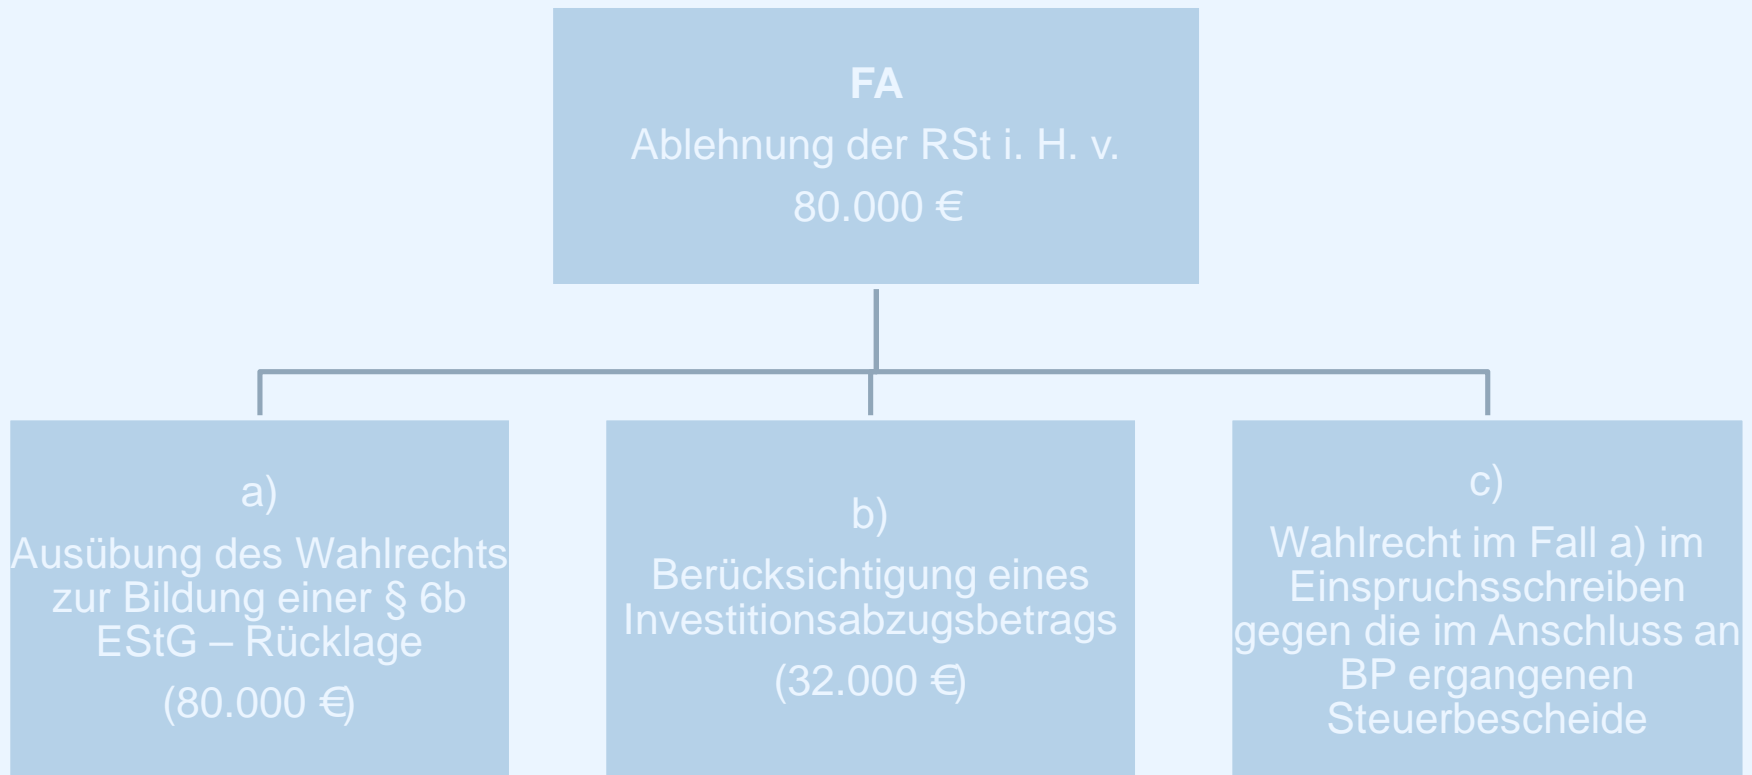 FA
Ablehnung der RSt i. H. v.
80.000 €
a)
Ausübung des Wahlrechts
zur Bildung einer § 6b
EStG – Rücklage
(80.000 €)
b)
Berücksichtigung eines
Investitionsabzugsbetrags
(32.000 €)
c)
Wahlrecht im Fall a) im
Einspruchsschreiben
gegen die im Anschluss an
BP ergangenen
Steuerbescheide